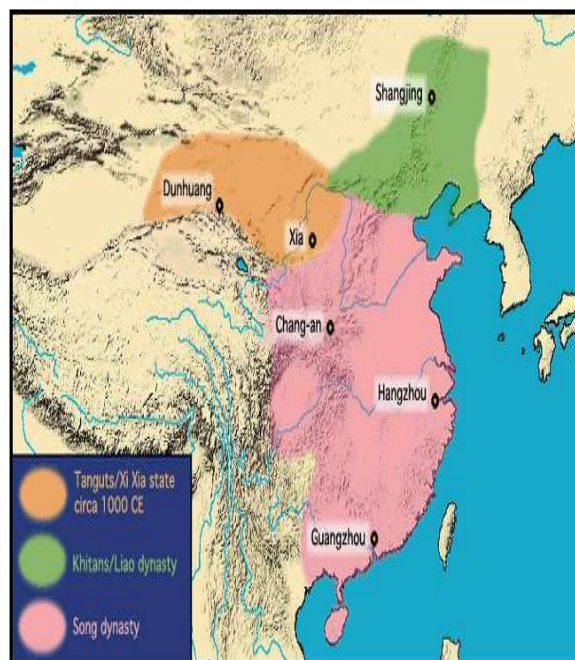 Shangjing
Dunhuang
Xia
Chang-an
Hangzhou
Guangzhou
Tanguts/Xi Xia state
circa 1000 CE
Khitans/Liao dynasty
Song dynasty